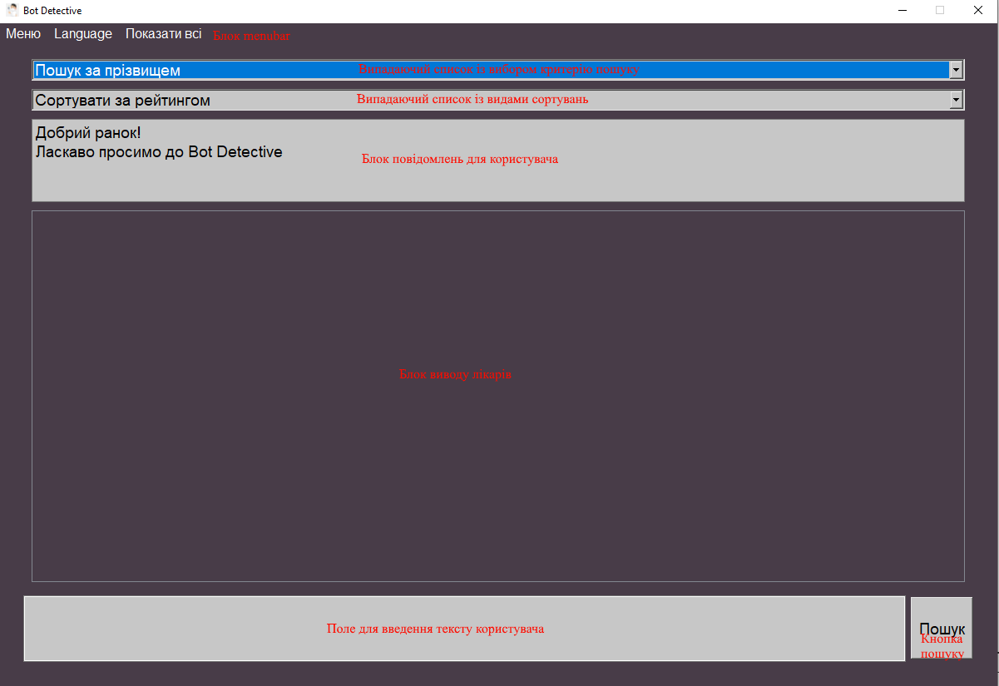 Bot Detective
Меню Language Показати всі Блок menubar
Пошук за прізвищем Випадаючий список із вибором критерію пошуку
Сортувати за рейтингом Випадаючий список із видами сортувань
Добрий ранок!
Ласкаво просимо до Bot Detective
Блок повідомлень для користувача
Блок виводу лікарів
Поле для введення тексту користувача
Пошук
Кнопка
пошуку